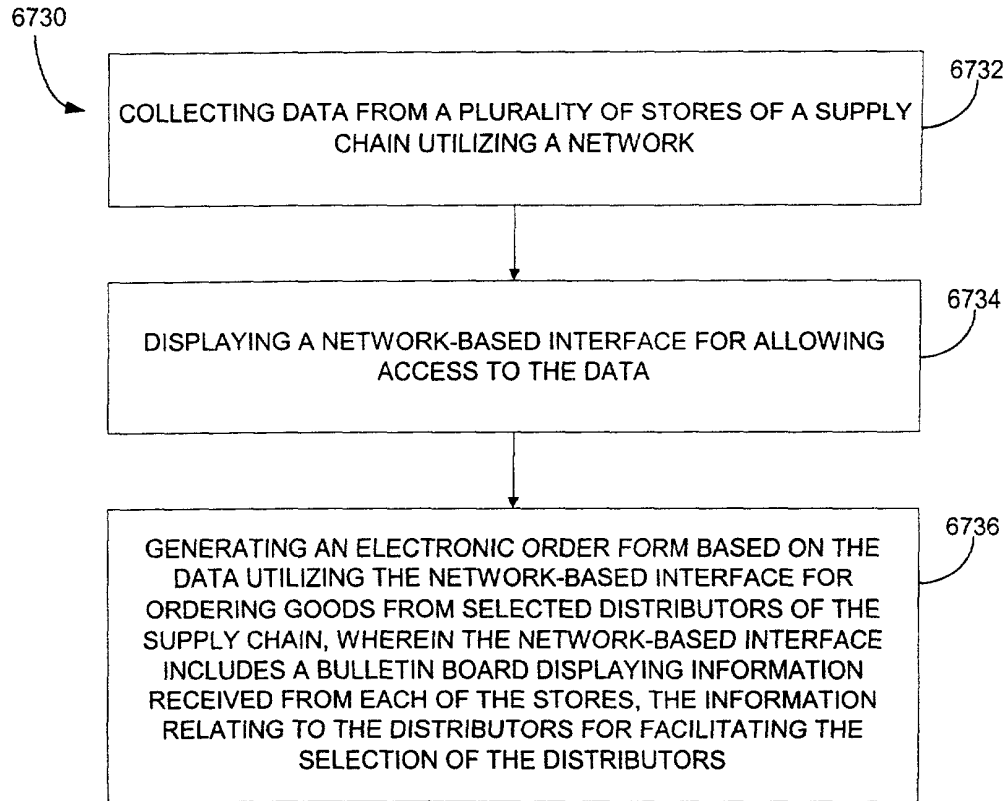 6730
6732
COLLECTING DATA FROM A PLURALITY OF STORES OF A SUPPLY
CHAIN UTILIZING A NETWORK
6734
DISPLAYING A NETWORK-BASED INTERFACE FOR ALLOWING
ACCESS TO THE DATA
6736
GENERATING AN ELECTRONIC ORDER FORM BASED ON THE
DATA UTILIZING THE NETWORK-BASED INTERFACE FOR
ORDERING GOODS FROM SELECTED DISTRIBUTORS OF THE
SUPPLY CHAIN, WHEREIN THE NETWORK-BASED INTERFACE
INCLUDES A BULLETIN BOARD DISPLAYING INFORMATION
RECEIVED FROM EACH OF THE STORES, THE INFORMATION
RELATING TO THE DISTRIBUTORS FOR FACILITATING THE
SELECTION OF THE DISTRIBUTORS